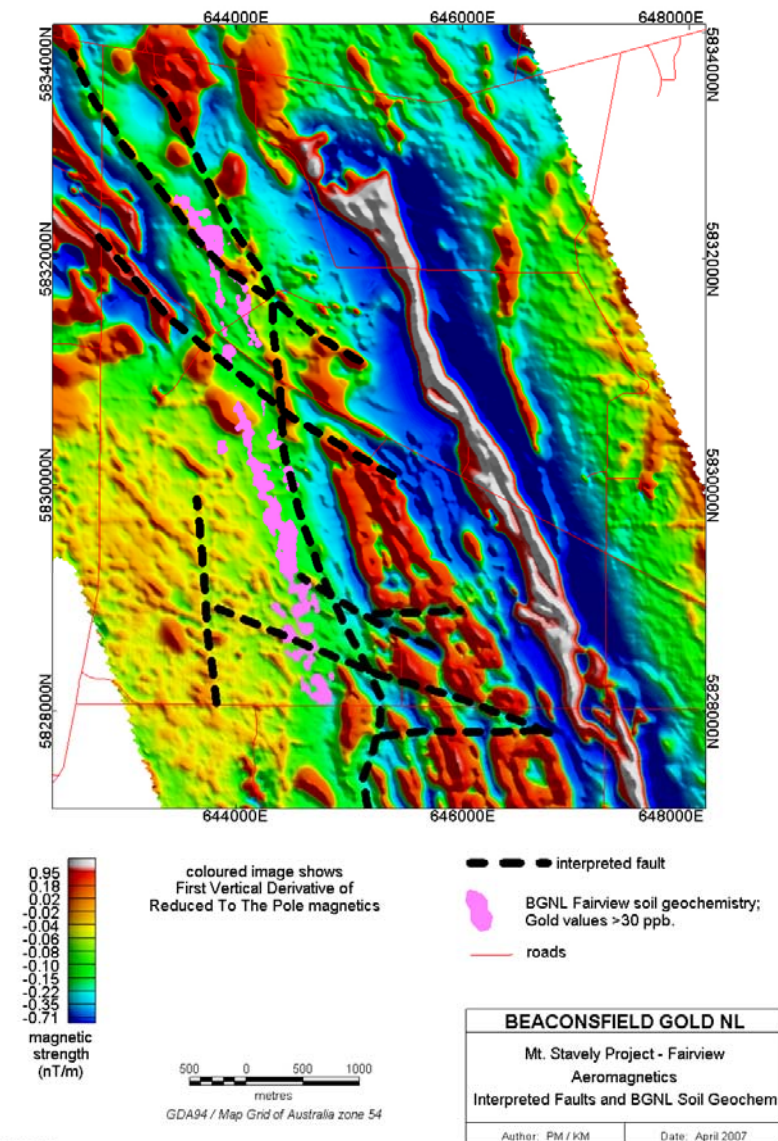 644000E 646000E 648000E
5834000N 5834000N
5832000N 5832000N
5830000N 5830000N
5828000N 5828000N
644000E 646000E 648000E
0.95
0.18
0.02
-0.02
-0.04
-0.06
-0.08
-0.10
-0.15
-0.22
-0.35
-0.71
magnetic
strength
(nT/m)
coloured image shows
First Vertical Derivative of
Reduced To The Pole magnetics
interpreted fault
BGNL Fairview soil geochemistry;
Gold values >30 ppb.
roads
500 0 500 1000
metres
GDA94 / Map Grid of Australia zone 54
BEACONSFIELD GOLD NL
Mt. Stavely Project - Fairview
Aeromagnetics
Interpreted Faults and BGNL Soil Geochem
Author: PM / KM Date: April 2007